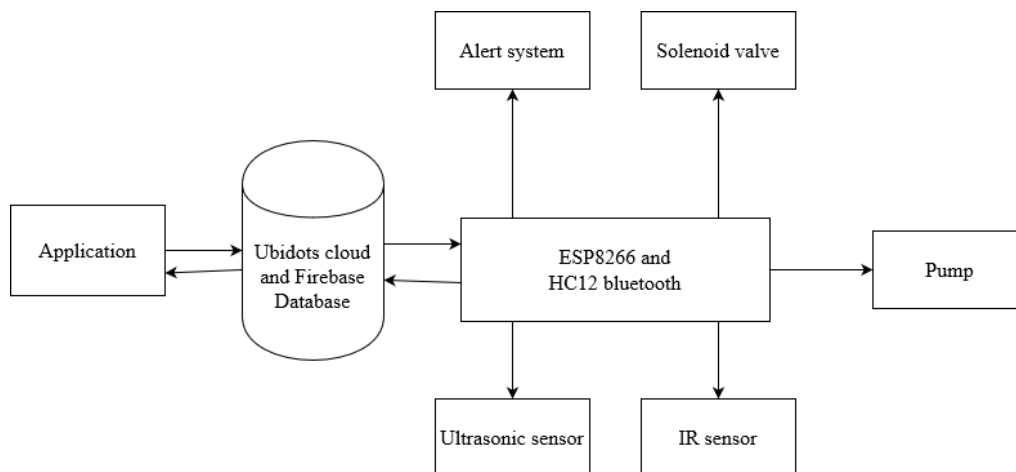 Alert system
Solenoid valve
Application
Ubidots cloud
and Firebase
Database
ESP8266 and
HC12 bluetooth
Pump
Ultrasonic sensor
IR sensor